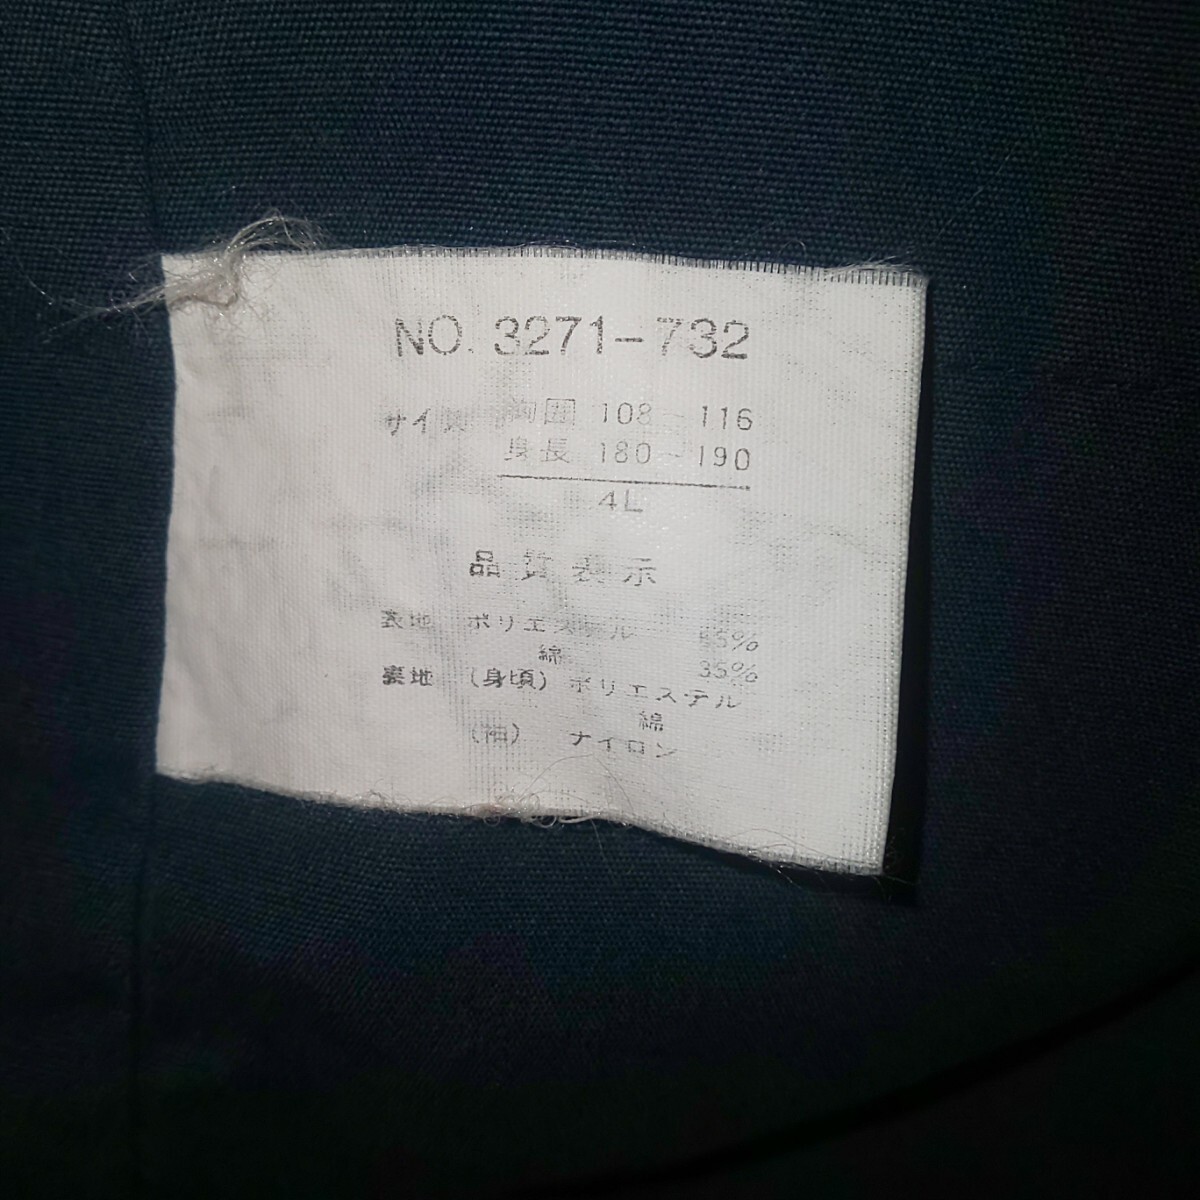 NO. 3271-732
サイズ 胸囲 108～116
身長 180～190
4L
品質表示
表地 ポリエステル 65%
綿 35%
裏地 (身頃) ポリエステル
綿
(袖) ナイロン